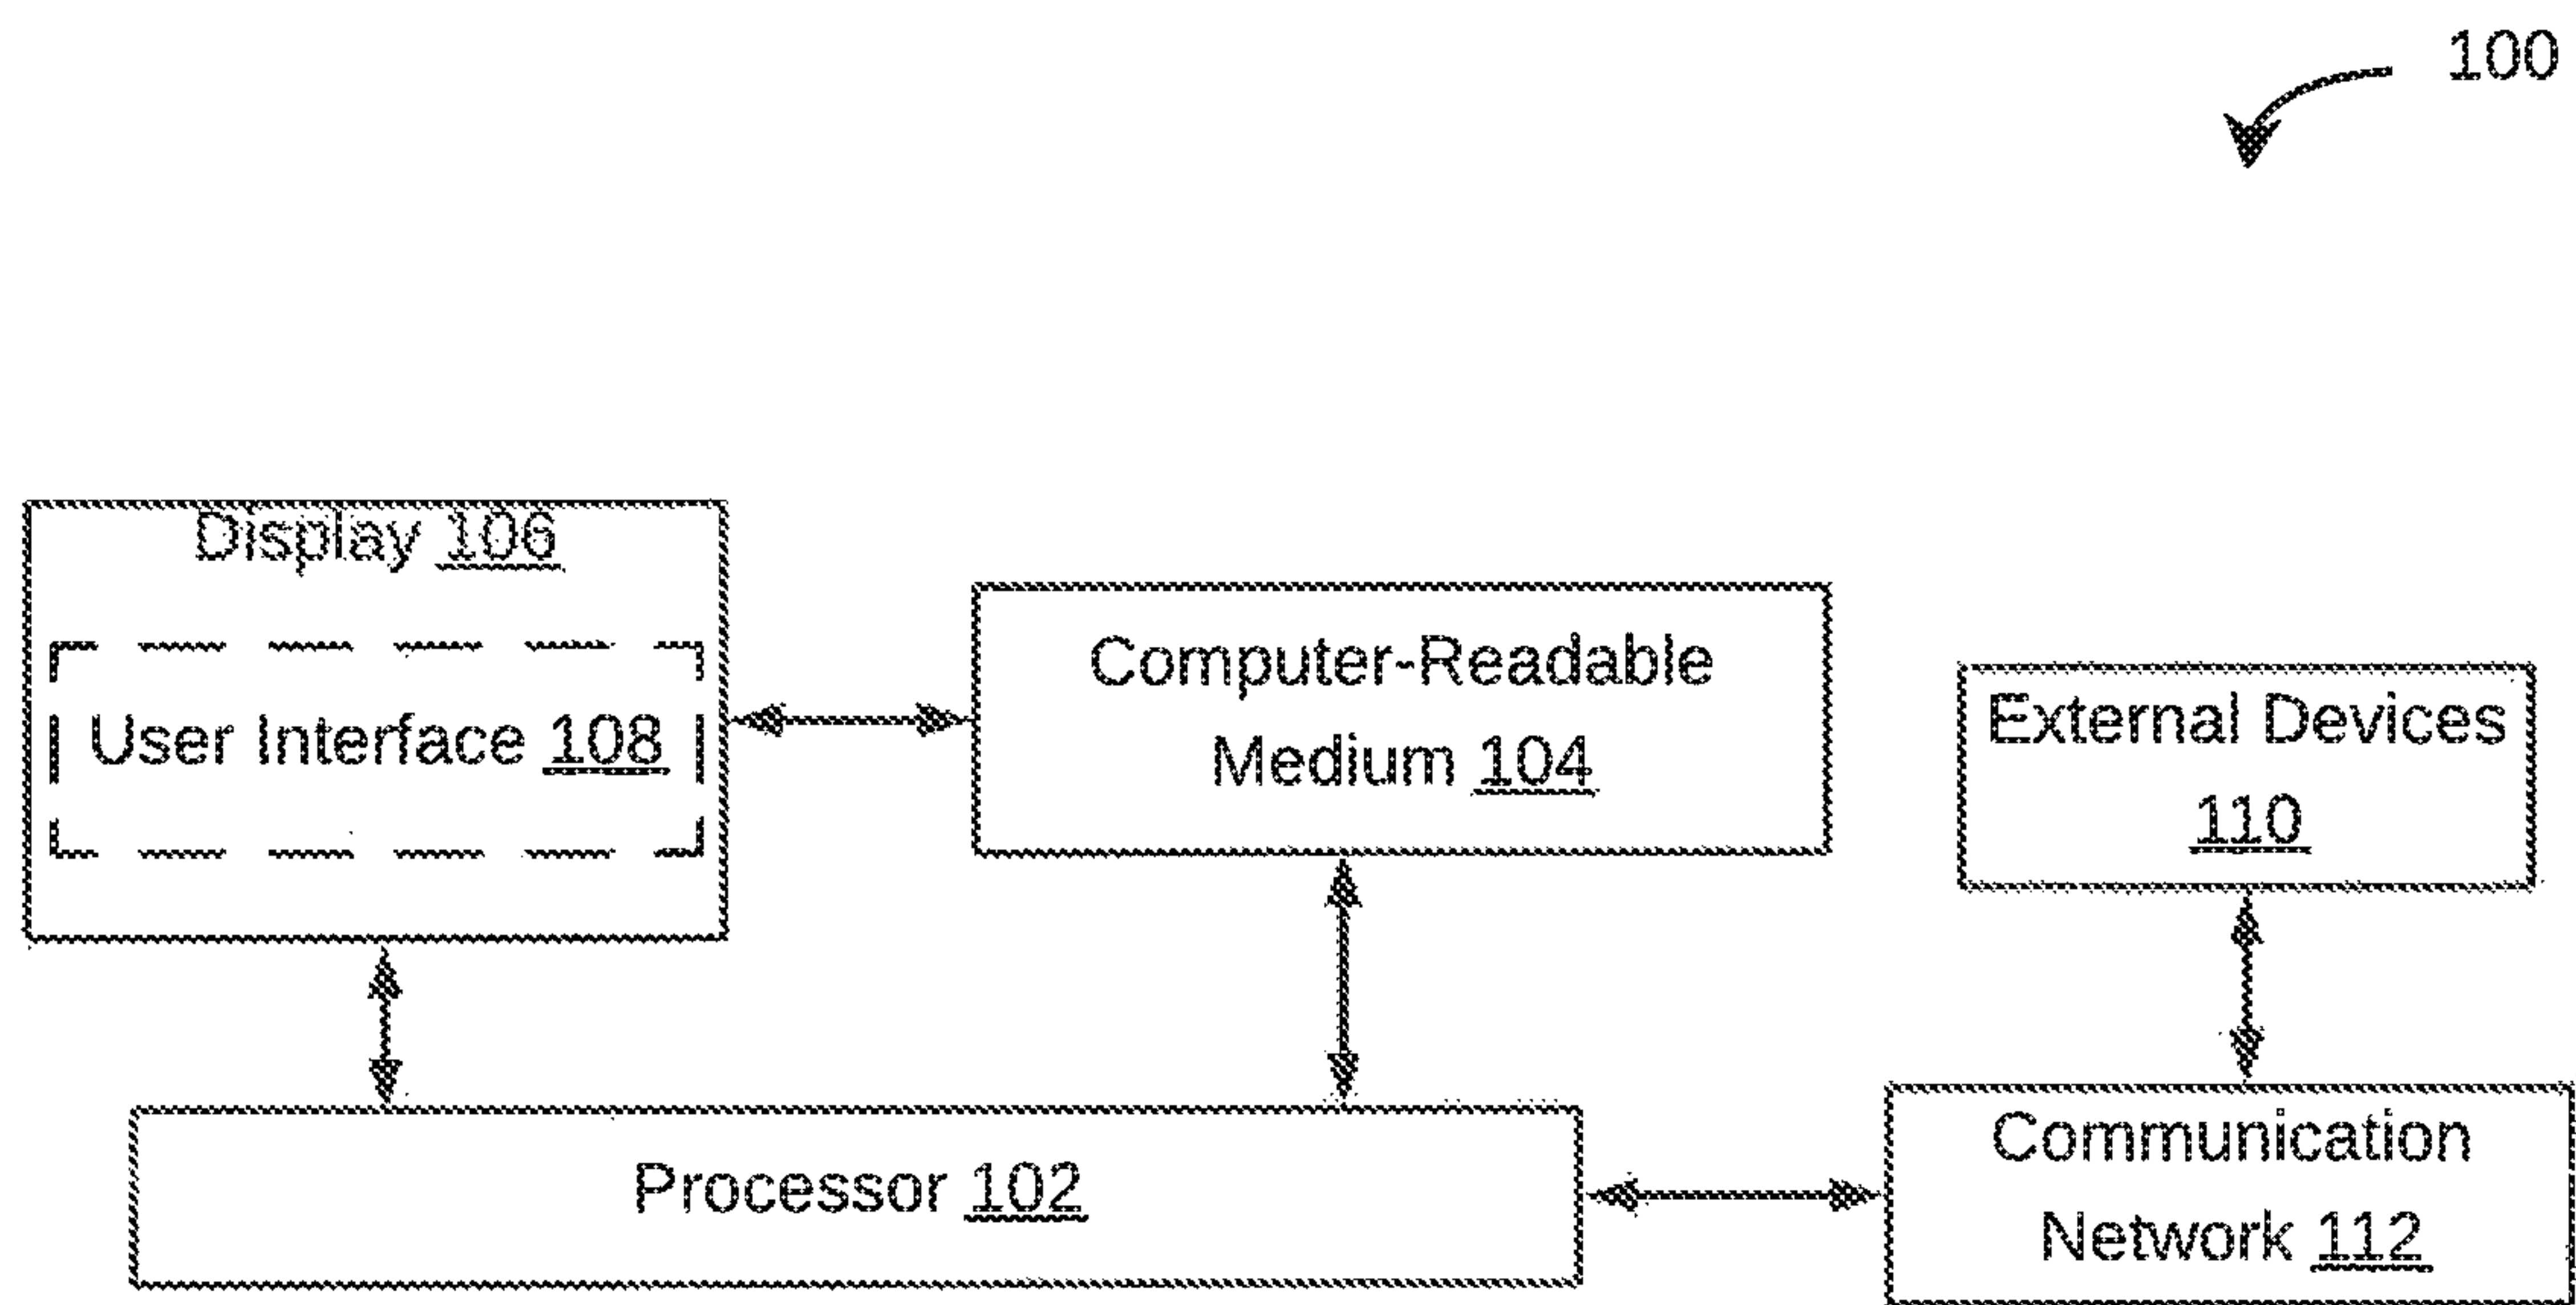 100
Display 106
User Interface 108
Computer-Readable
Medium 104
External Devices
110
Processor 102
Communication
Network 112